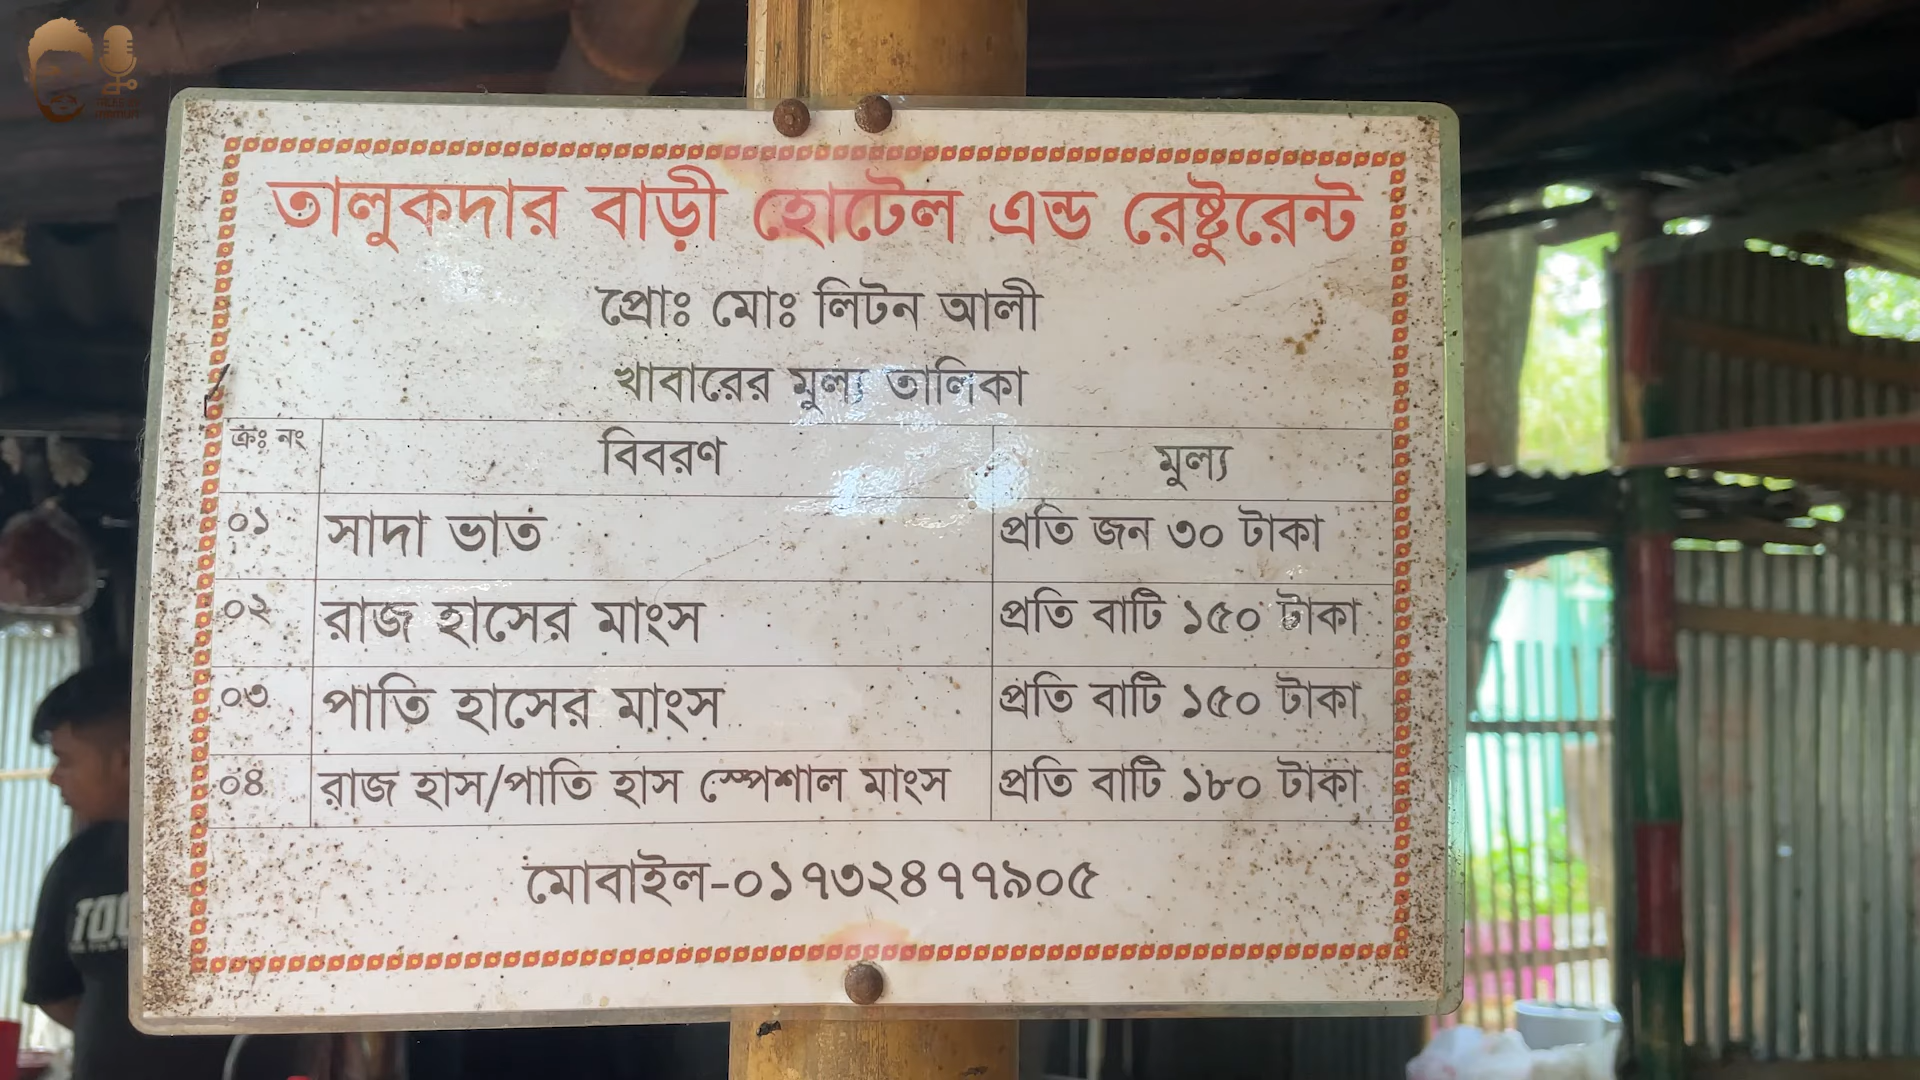 তালুকদার বাড়ী হোটেল এন্ড রেষ্টুরেন্ট
প্রোঃ মোঃ লিটন আলী
খাবারের মুল্য তালিকা
ক্রঃ নং বিবরণ মুল্য
০১ সাদা ভাত প্রতি জন ৩০ টাকা
০২ রাজ হাসের মাংস প্রতি বাটি ১৫০ টাকা
০৩ পাতি হাসের মাংস প্রতি বাটি ১৫০ টাকা
০৪ রাজ হাস/পাতি হাস স্পেশাল মাংস প্রতি বাটি ১৮০ টাকা
মোবাইল-০১৭৩২৪৭৭৯০৫